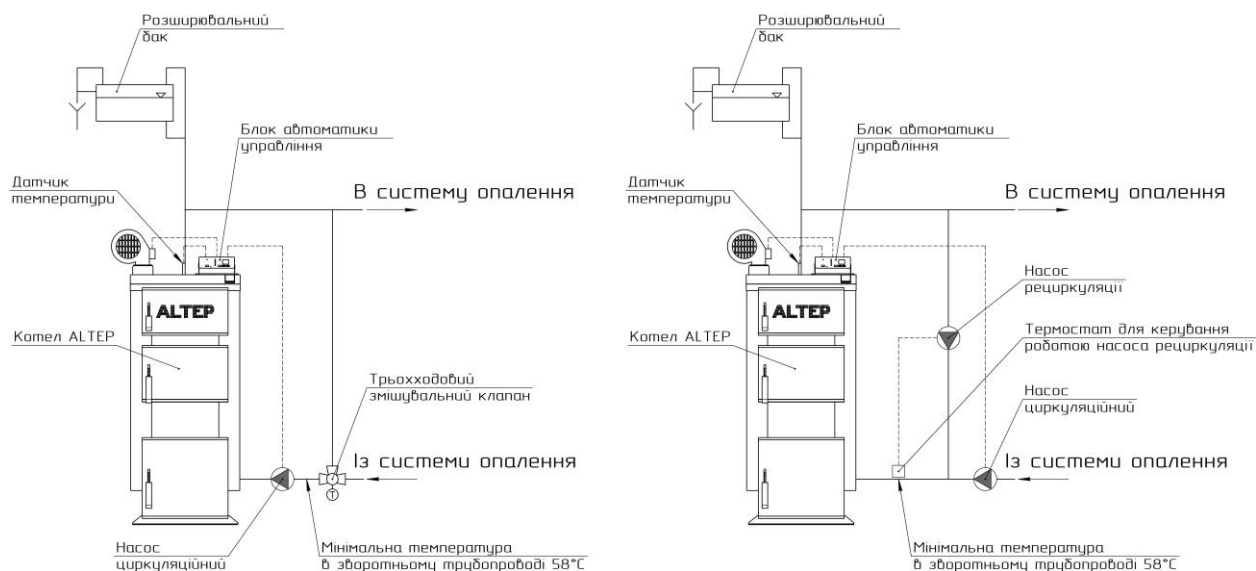 Розширювальний
бак
Блок автоматики
управління
Датчик
температури
В систему опалення
ALTEP
Котел ALTEP
Трьохходовий
змішувальний клапан
Із системи опалення
T
Насос
циркуляційний
Мінімальна температура
в зворотньому трубопроводі 58°C
Розширювальний
бак
Блок автоматики
управління
Датчик
температури
В систему опалення
Насос
рециркуляції
ALTEP
Термостат для керування
роботою насоса рециркуляції
Котел ALTEP
Насос
циркуляційний
Із системи опалення
Мінімальна температура
в зворотньому трубопроводі 58°C